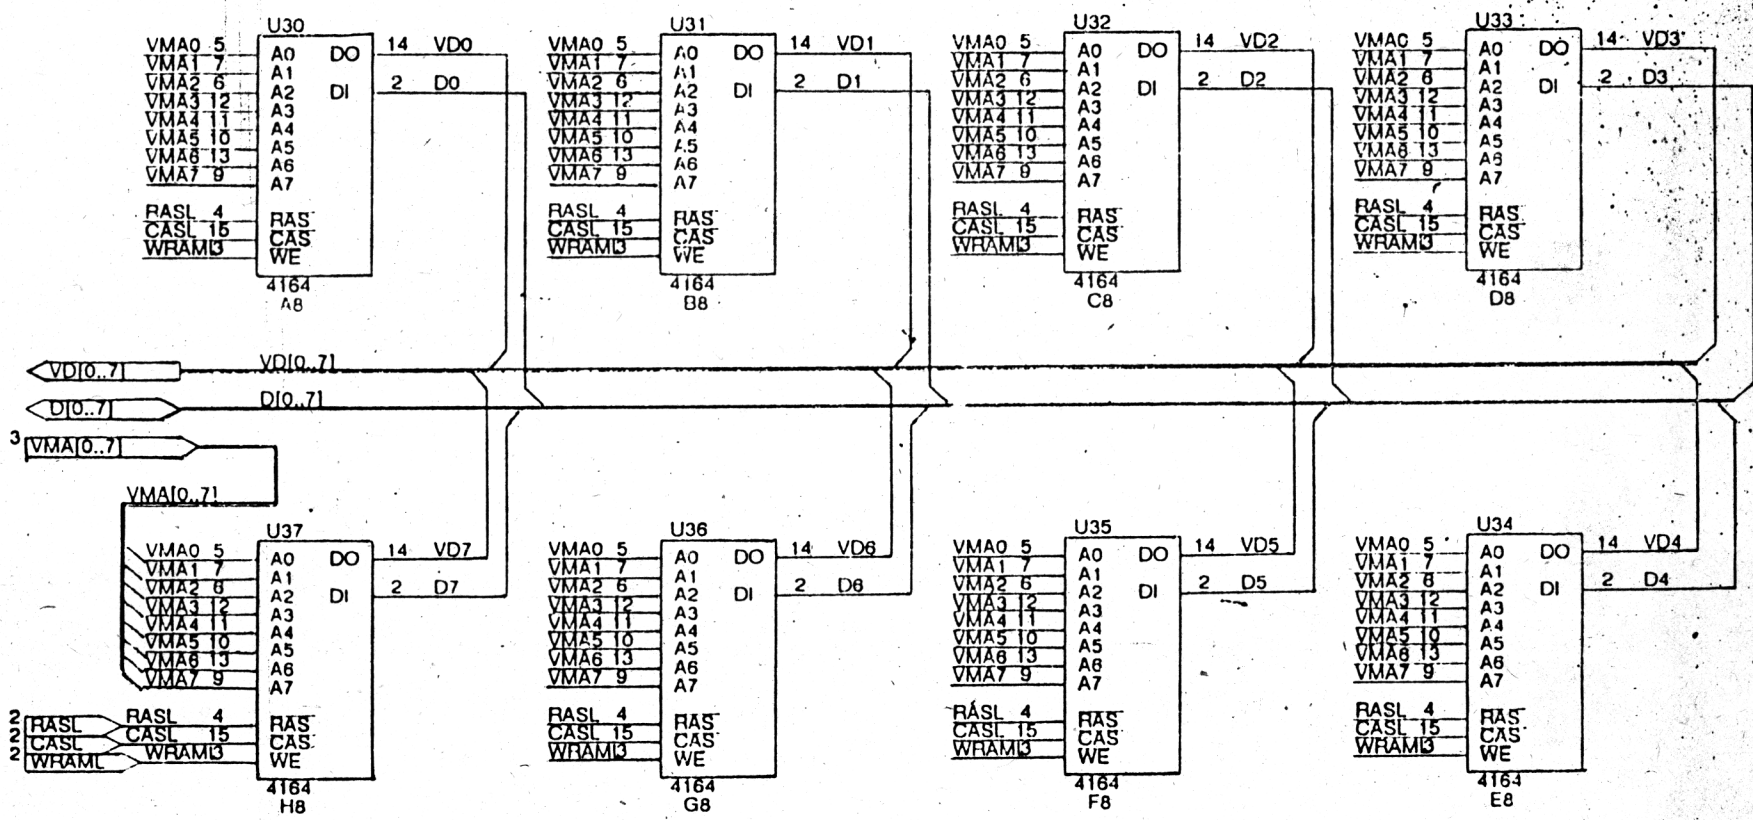 U30
VMA0 5 A0 DO 14 VD0
VMA1 7 A1
VMA2 6 A2 DI 2 D0
VMA3 12 A3
VMA4 11 A4
VMA5 10 A5
VMA6 13 A6
VMA7 9 A7
RASL 4 RAS
CASL 15 CAS
WRAML 3 WE
4164
A8
U31
VMA0 5 A0 DO 14 VD1
VMA1 7 A1
VMA2 6 A2 DI 2 D1
VMA3 12 A3
VMA4 11 A4
VMA5 10 A5
VMA6 13 A6
VMA7 9 A7
RASL 4 RAS
CASL 15 CAS
WRAML 3 WE
4164
B8
U32
VMA0 5 A0 DO 14 VD2
VMA1 7 A1
VMA2 6 A2 DI 2 D2
VMA3 12 A3
VMA4 11 A4
VMA5 10 A5
VMA6 13 A6
VMA7 9 A7
RASL 4 RAS
CASL 15 CAS
WRAML 3 WE
4164
C8
U33
VMA0 5 A0 DO 14 VD3
VMA1 7 A1
VMA2 6 A2 DI 2 D3
VMA3 12 A3
VMA4 11 A4
VMA5 10 A5
VMA6 13 A6
VMA7 9 A7
RASL 4 RAS
CASL 15 CAS
WRAML 3 WE
4164
D8
VD[0..7] VD[0..7]
D[0..7] D[0..7]
3 VMA[0..7]
VMA[0..7]
U37
VMA0 5 A0 DO 14 VD7
VMA1 7 A1
VMA2 6 A2 DI 2 D7
VMA3 12 A3
VMA4 11 A4
VMA5 10 A5
VMA6 13 A6
VMA7 9 A7
2 RASL RASL 4 RAS
2 CASL CASL 15 CAS
2 WRAML WRAML 3 WE
4164
H8
U36
VMA0 5 A0 DO 14 VD6
VMA1 7 A1
VMA2 6 A2 DI 2 D6
VMA3 12 A3
VMA4 11 A4
VMA5 10 A5
VMA6 13 A6
VMA7 9 A7
RASL 4 RAS
CASL 15 CAS
WRAML 3 WE
4164
G8
U35
VMA0 5 A0 DO 14 VD5
VMA1 7 A1
VMA2 6 A2 DI 2 D5
VMA3 12 A3
VMA4 11 A4
VMA5 10 A5
VMA6 13 A6
VMA7 9 A7
RASL 4 RAS
CASL 15 CAS
WRAML 3 WE
4164
F8
U34
VMA0 5 A0 DO 14 VD4
VMA1 7 A1
VMA2 6 A2 DI 2 D4
VMA3 12 A3
VMA4 11 A4
VMA5 10 A5
VMA6 13 A6
VMA7 9 A7
RASL 4 RAS
CASL 15 CAS
WRAML 3 WE
4164
E8